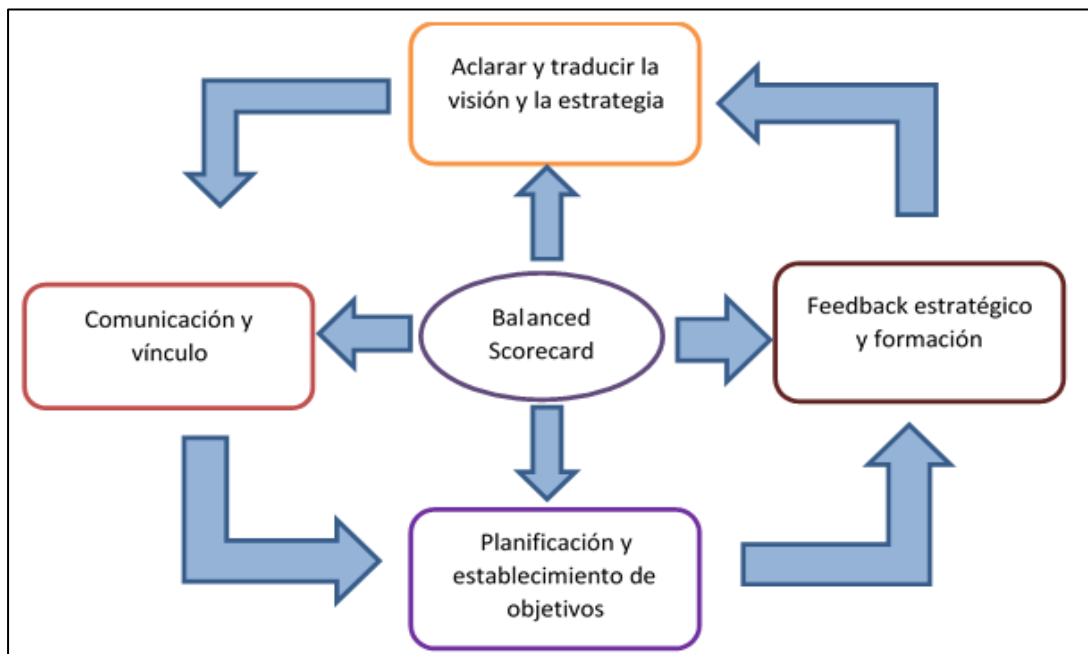 Aclarar y traducir la
visión y la estrategia
Comunicación y
vínculo
Balanced
Scorecard
Feedback estratégico
y formación
Planificación y
establecimiento de
objetivos